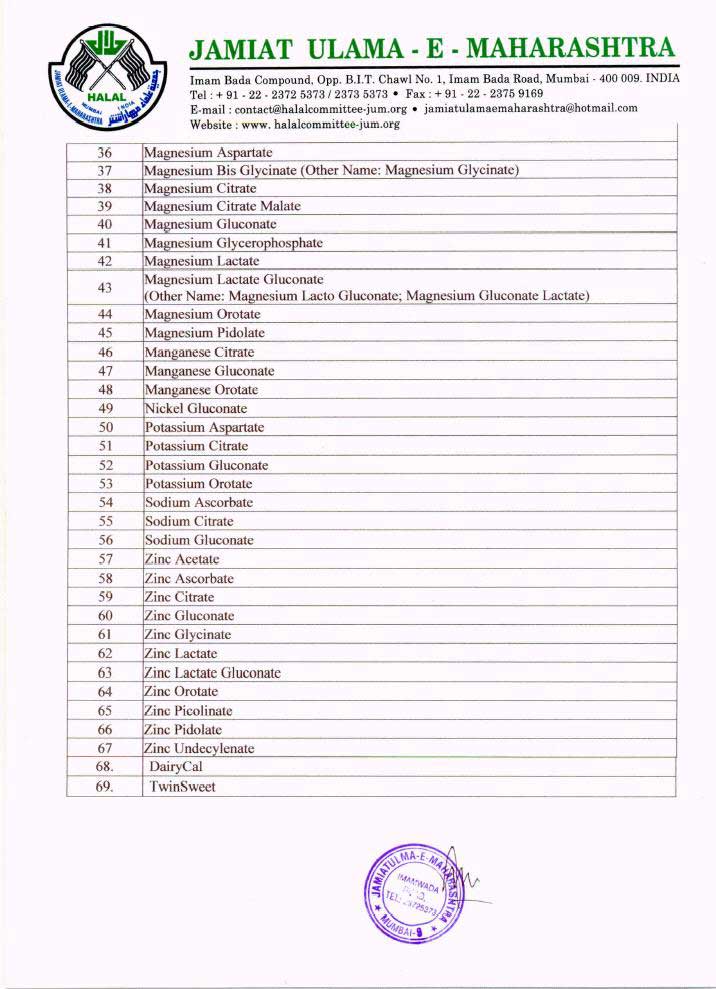 حلال
HALAL
MUMBAI INDIA
JAMIAT ULAMA-E-MAHARASHTRA
جمعية علماء مهاراشتر
JAMIAT ULAMA - E - MAHARASHTRA
Imam Bada Compound, Opp. B.I.T. Chawl No. 1, Imam Bada Road, Mumbai - 400 009. INDIA
Tel : + 91 - 22 - 2372 5373 / 2373 5373 • Fax : + 91 - 22 - 2375 9169
E-mail : contact@halalcommittee-jum.org • jamiatulamaemaharashtra@hotmail.com
Website : www. halalcommittee-jum.org
36 Magnesium Aspartate
37 Magnesium Bis Glycinate (Other Name: Magnesium Glycinate)
38 Magnesium Citrate
39 Magnesium Citrate Malate
40 Magnesium Gluconate
41 Magnesium Glycerophosphate
42 Magnesium Lactate
43 Magnesium Lactate Gluconate
(Other Name: Magnesium Lacto Gluconate; Magnesium Gluconate Lactate)
44 Magnesium Orotate
45 Magnesium Pidolate
46 Manganese Citrate
47 Manganese Gluconate
48 Manganese Orotate
49 Nickel Gluconate
50 Potassium Aspartate
51 Potassium Citrate
52 Potassium Gluconate
53 Potassium Orotate
54 Sodium Ascorbate
55 Sodium Citrate
56 Sodium Gluconate
57 Zinc Acetate
58 Zinc Ascorbate
59 Zinc Citrate
60 Zinc Gluconate
61 Zinc Glycinate
62 Zinc Lactate
63 Zinc Lactate Gluconate
64 Zinc Orotate
65 Zinc Picolinate
66 Zinc Pidolate
67 Zinc Undecylenate
68. DairyCal
69. TwinSweet
JAMIATULMA-E-MAHARASHTRA
IMAMWADA
TEL: 23725373
MUMBAI-9